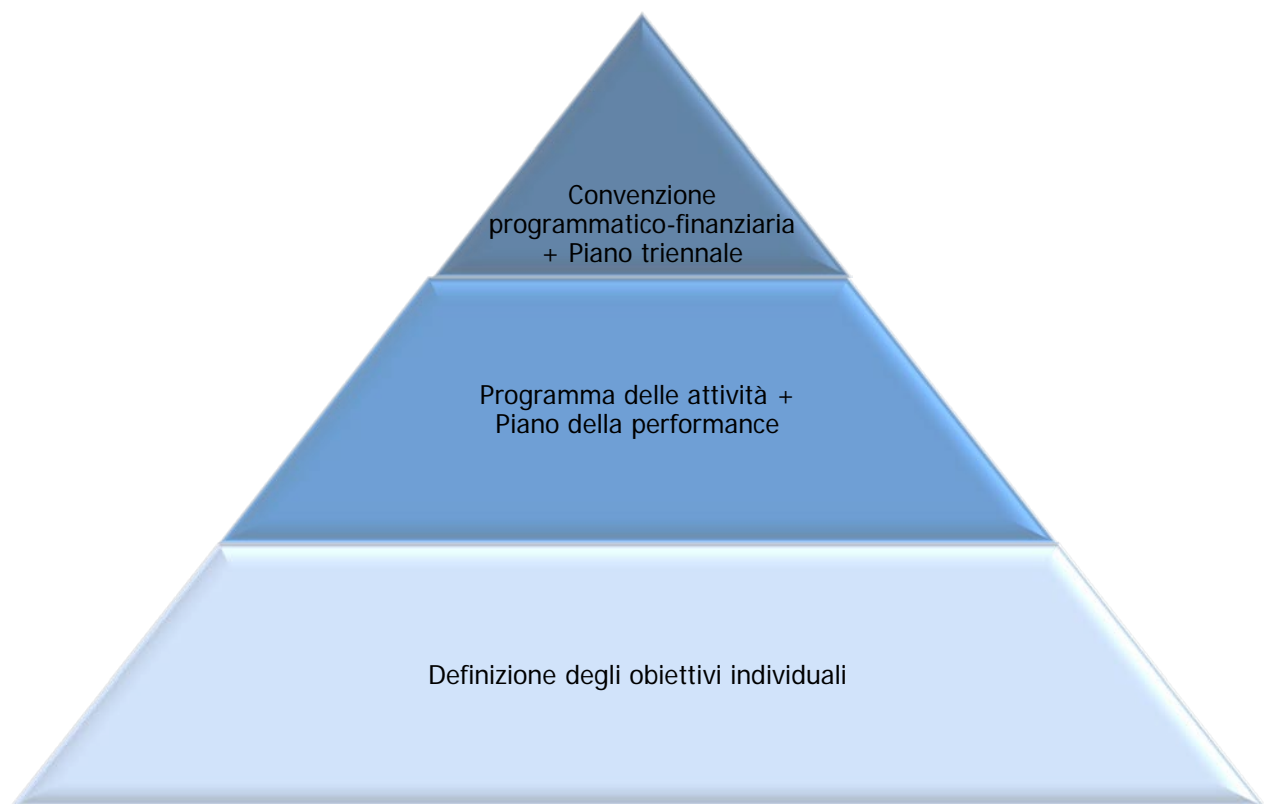 Convenzione
programmatico-finanziaria
+ Piano triennale
Programma delle attività +
Piano della performance
Definizione degli obiettivi individuali